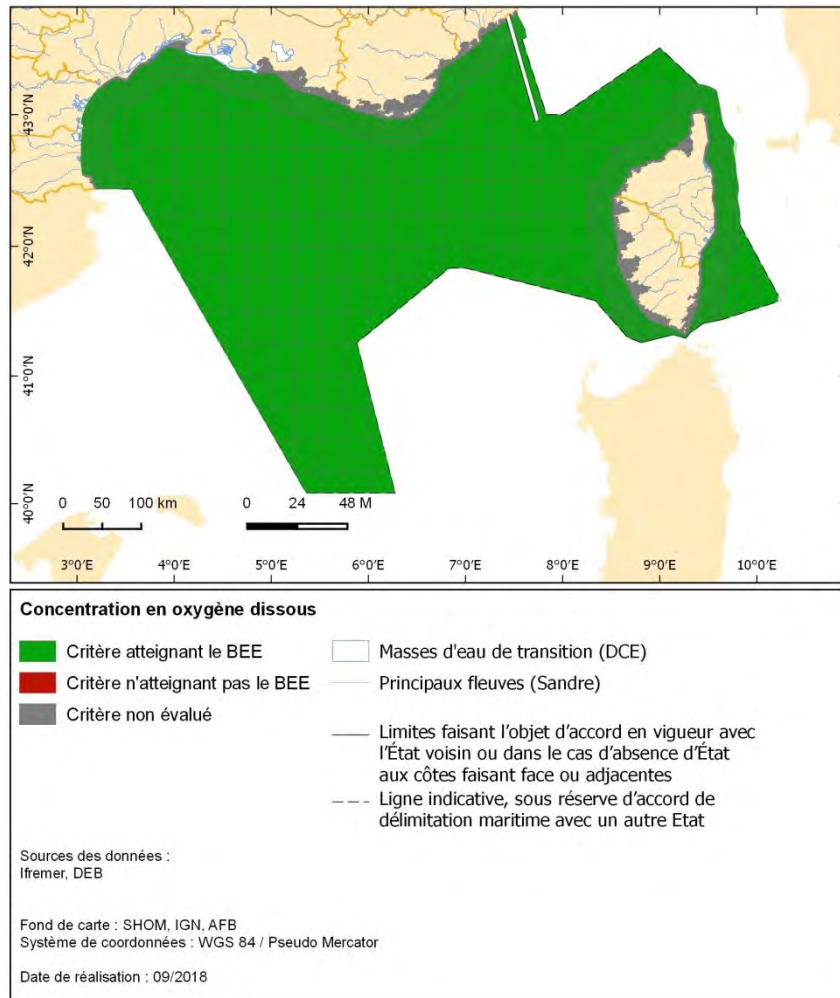 43°0'N
42°0'N
41°0'N
40°0'N
0 50 100 km
0 24 48 M
3°0'E 4°0'E 5°0'E 6°0'E 7°0'E 8°0'E 9°0'E 10°0'E
Concentration en oxygène dissous
Critère atteignant le BEE
Critère n'atteignant pas le BEE
Critère non évalué
Masses d'eau de transition (DCE)
Principaux fleuves (Sandre)
Limites faisant l'objet d'accord en vigueur avec
l'État voisin ou dans le cas d'absence d'État
aux côtes faisant face ou adjacentes
Ligne indicative, sous réserve d'accord de
délimitation maritime avec un autre Etat
Sources des données :
Ifremer, DEB
Fond de carte : SHOM, IGN, AFB
Système de coordonnées : WGS 84 / Pseudo Mercator
Date de réalisation : 09/2018